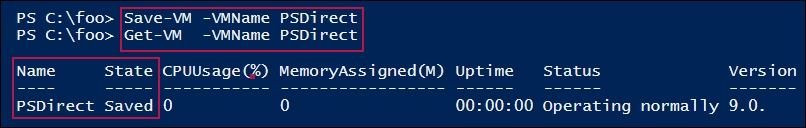 PS C:\foo> Save-VM -VMName PSDirect
PS C:\foo> Get-VM  -VMName PSDirect
Name     State CPUUsage(%) MemoryAssigned(M) Uptime   Status             Version
----     ----- ----------- ----------------- ------   ------             -------
PSDirect Saved 0           0                 00:00:00 Operating normally 9.0.